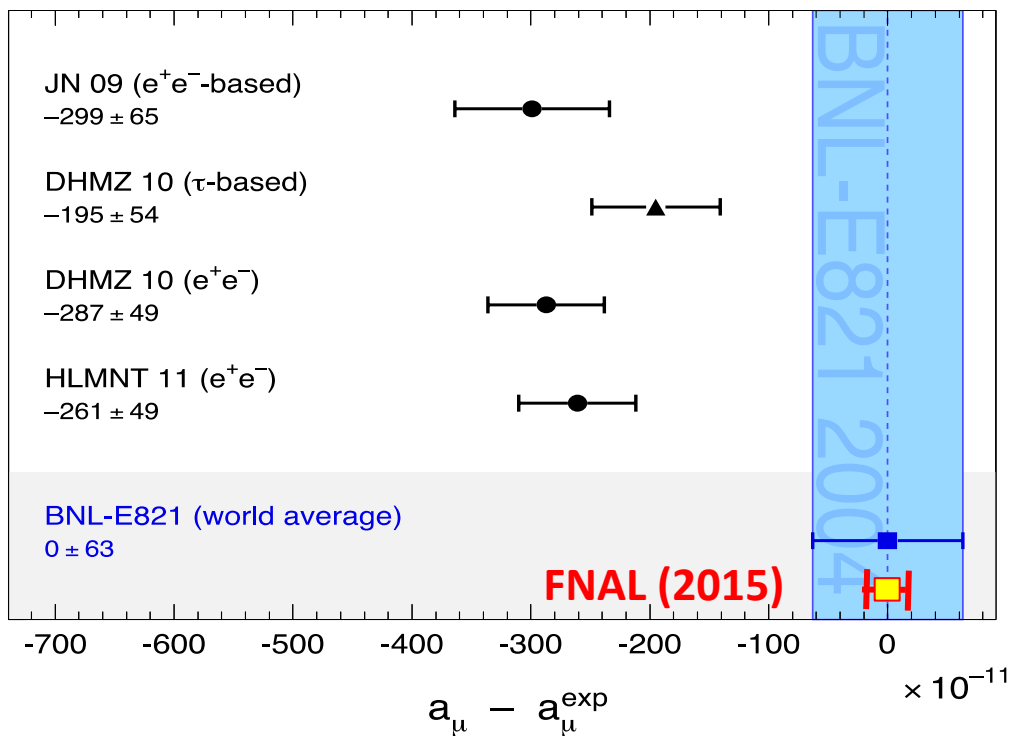 JN 09 (e⁺e⁻-based)
−299 ± 65
DHMZ 10 (τ-based)
−195 ± 54
DHMZ 10 (e⁺e⁻)
−287 ± 49
HLMNT 11 (e⁺e⁻)
−261 ± 49
BNL-E821 (world average)
0 ± 63
FNAL (2015)
BNL-E821 2004
-700 -600 -500 -400 -300 -200 -100 0
× 10⁻¹¹
a_μ − a_μ^exp